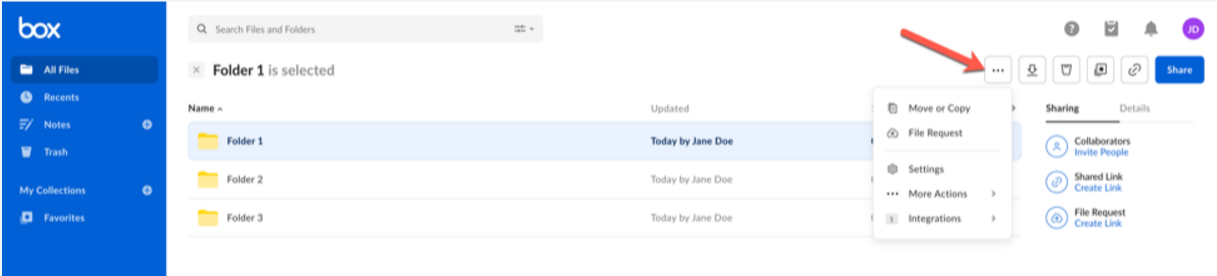 box
All Files
Recents
Notes
Trash
My Collections
Favorites
Search Files and Folders
JD
Folder 1 is selected
Share
Name
Updated
Folder 1
Today by Jane Doe
Folder 2
Today by Jane Doe
Folder 3
Today by Jane Doe
Move or Copy
File Request
Settings
More Actions
1 Integrations
Sharing
Details
Collaborators
Invite People
Shared Link
Create Link
File Request
Create Link